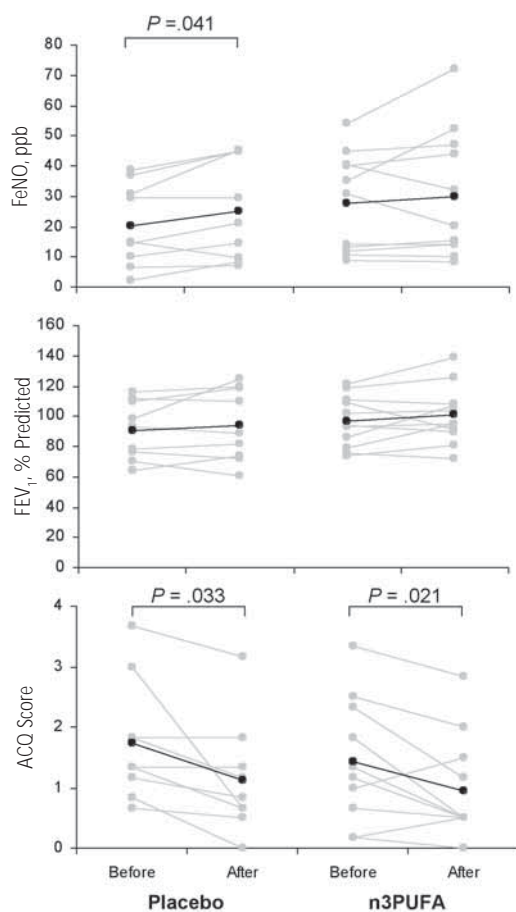 P =.041
80
70
60
50
40
30
20
10
0
FeNO, ppb
160
140
120
100
80
60
40
20
0
FEV₁, % Predicted
P = .033
P = .021
4
3
2
1
0
ACQ Score
Before After Before After
Placebo n3PUFA